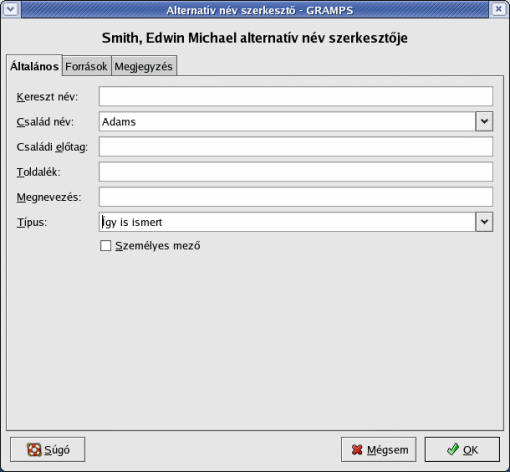 Alternatív név szerkesztő - GRAMPS
Smith, Edwin Michael alternatív név szerkesztője
Általános Források Megjegyzés
Kereszt név:
Család név: Adams
Családi előtag:
Toldalék:
Megnevezés:
Típus: Így is ismert
Személyes mező
Súgó Mégsem OK